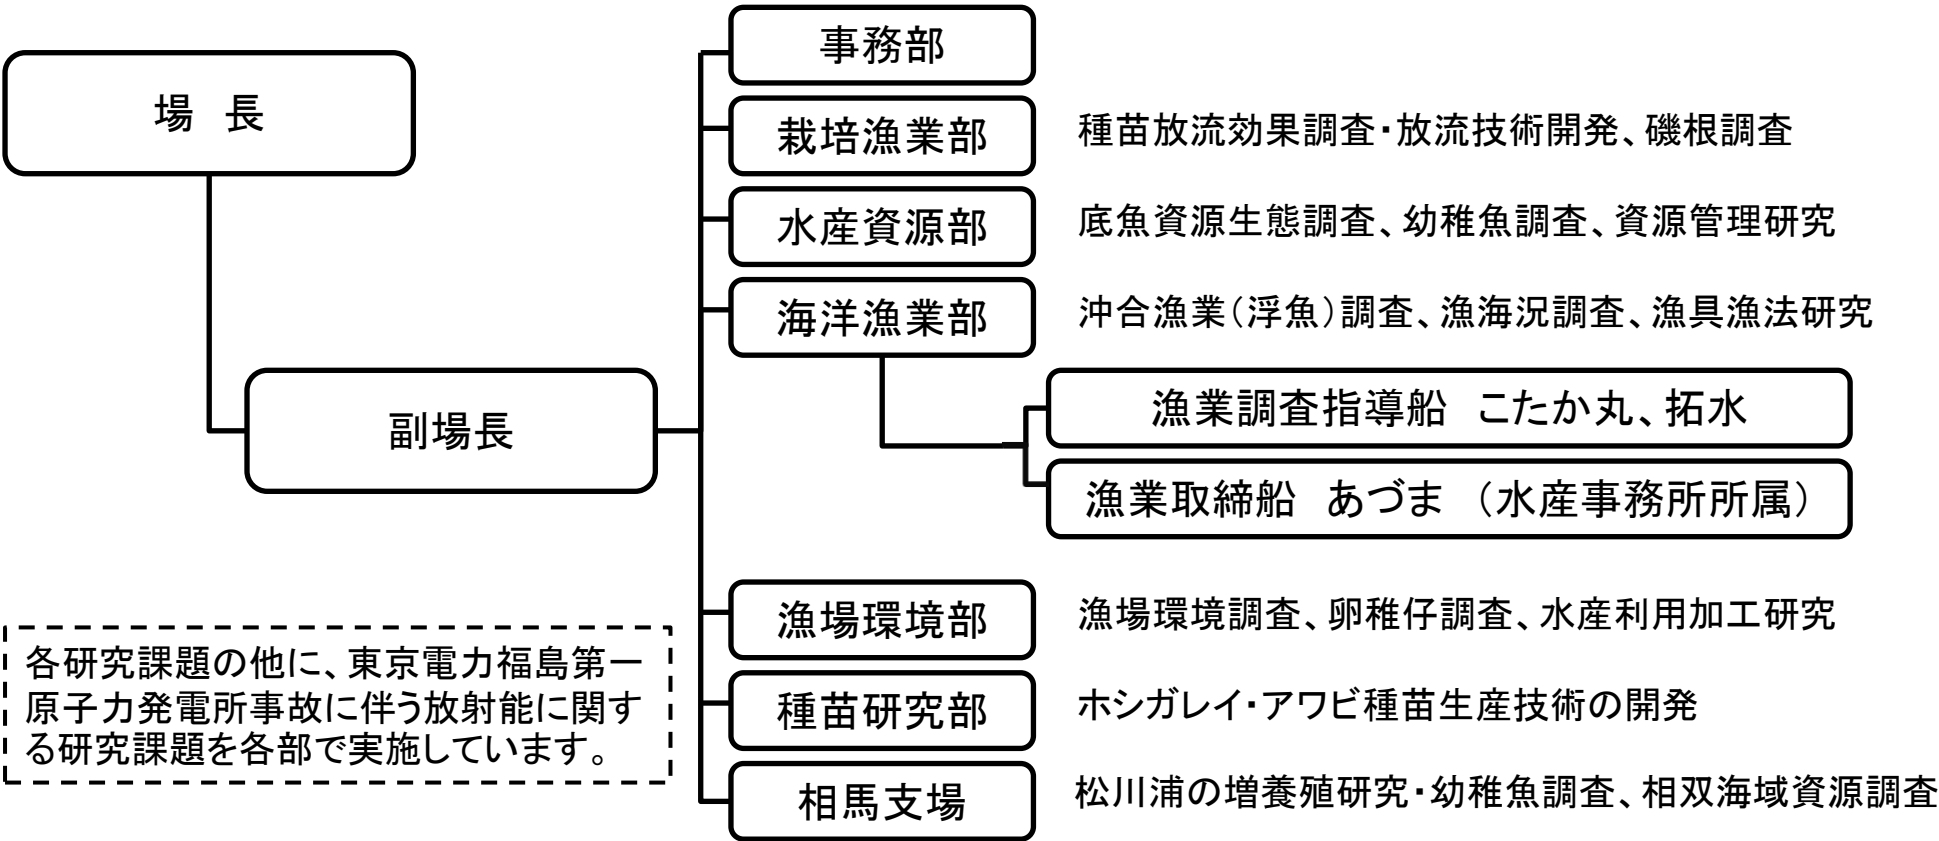 場　長
副場長
事務部
栽培漁業部
種苗放流効果調査・放流技術開発、磯根調査
水産資源部
底魚資源生態調査、幼稚魚調査、資源管理研究
海洋漁業部
沖合漁業（浮魚）調査、漁海況調査、漁具漁法研究
漁業調査指導船　こたか丸、拓水
漁業取締船　あづま　（水産事務所所属）
漁場環境部
漁場環境調査、卵稚仔調査、水産利用加工研究
種苗研究部
ホシガレイ・アワビ種苗生産技術の開発
相馬支場
松川浦の増養殖研究・幼稚魚調査、相双海域資源調査
各研究課題の他に、東京電力福島第一
原子力発電所事故に伴う放射能に関す
る研究課題を各部で実施しています。